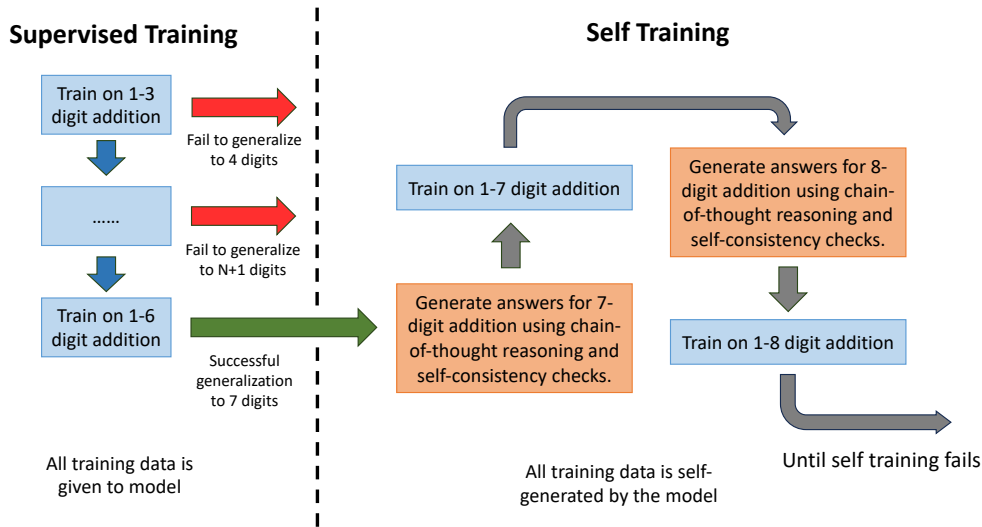 Supervised Training
Train on 1-3
digit addition
Fail to generalize
to 4 digits
......
Fail to generalize
to N+1 digits
Train on 1-6
digit addition
Successful
generalization
to 7 digits
All training data is
given to model
Self Training
Train on 1-7 digit addition
Generate answers for 7-
digit addition using chain-
of-thought reasoning and
self-consistency checks.
Generate answers for 8-
digit addition using chain-
of-thought reasoning and
self-consistency checks.
Train on 1-8 digit addition
Until self training fails
All training data is self-
generated by the model